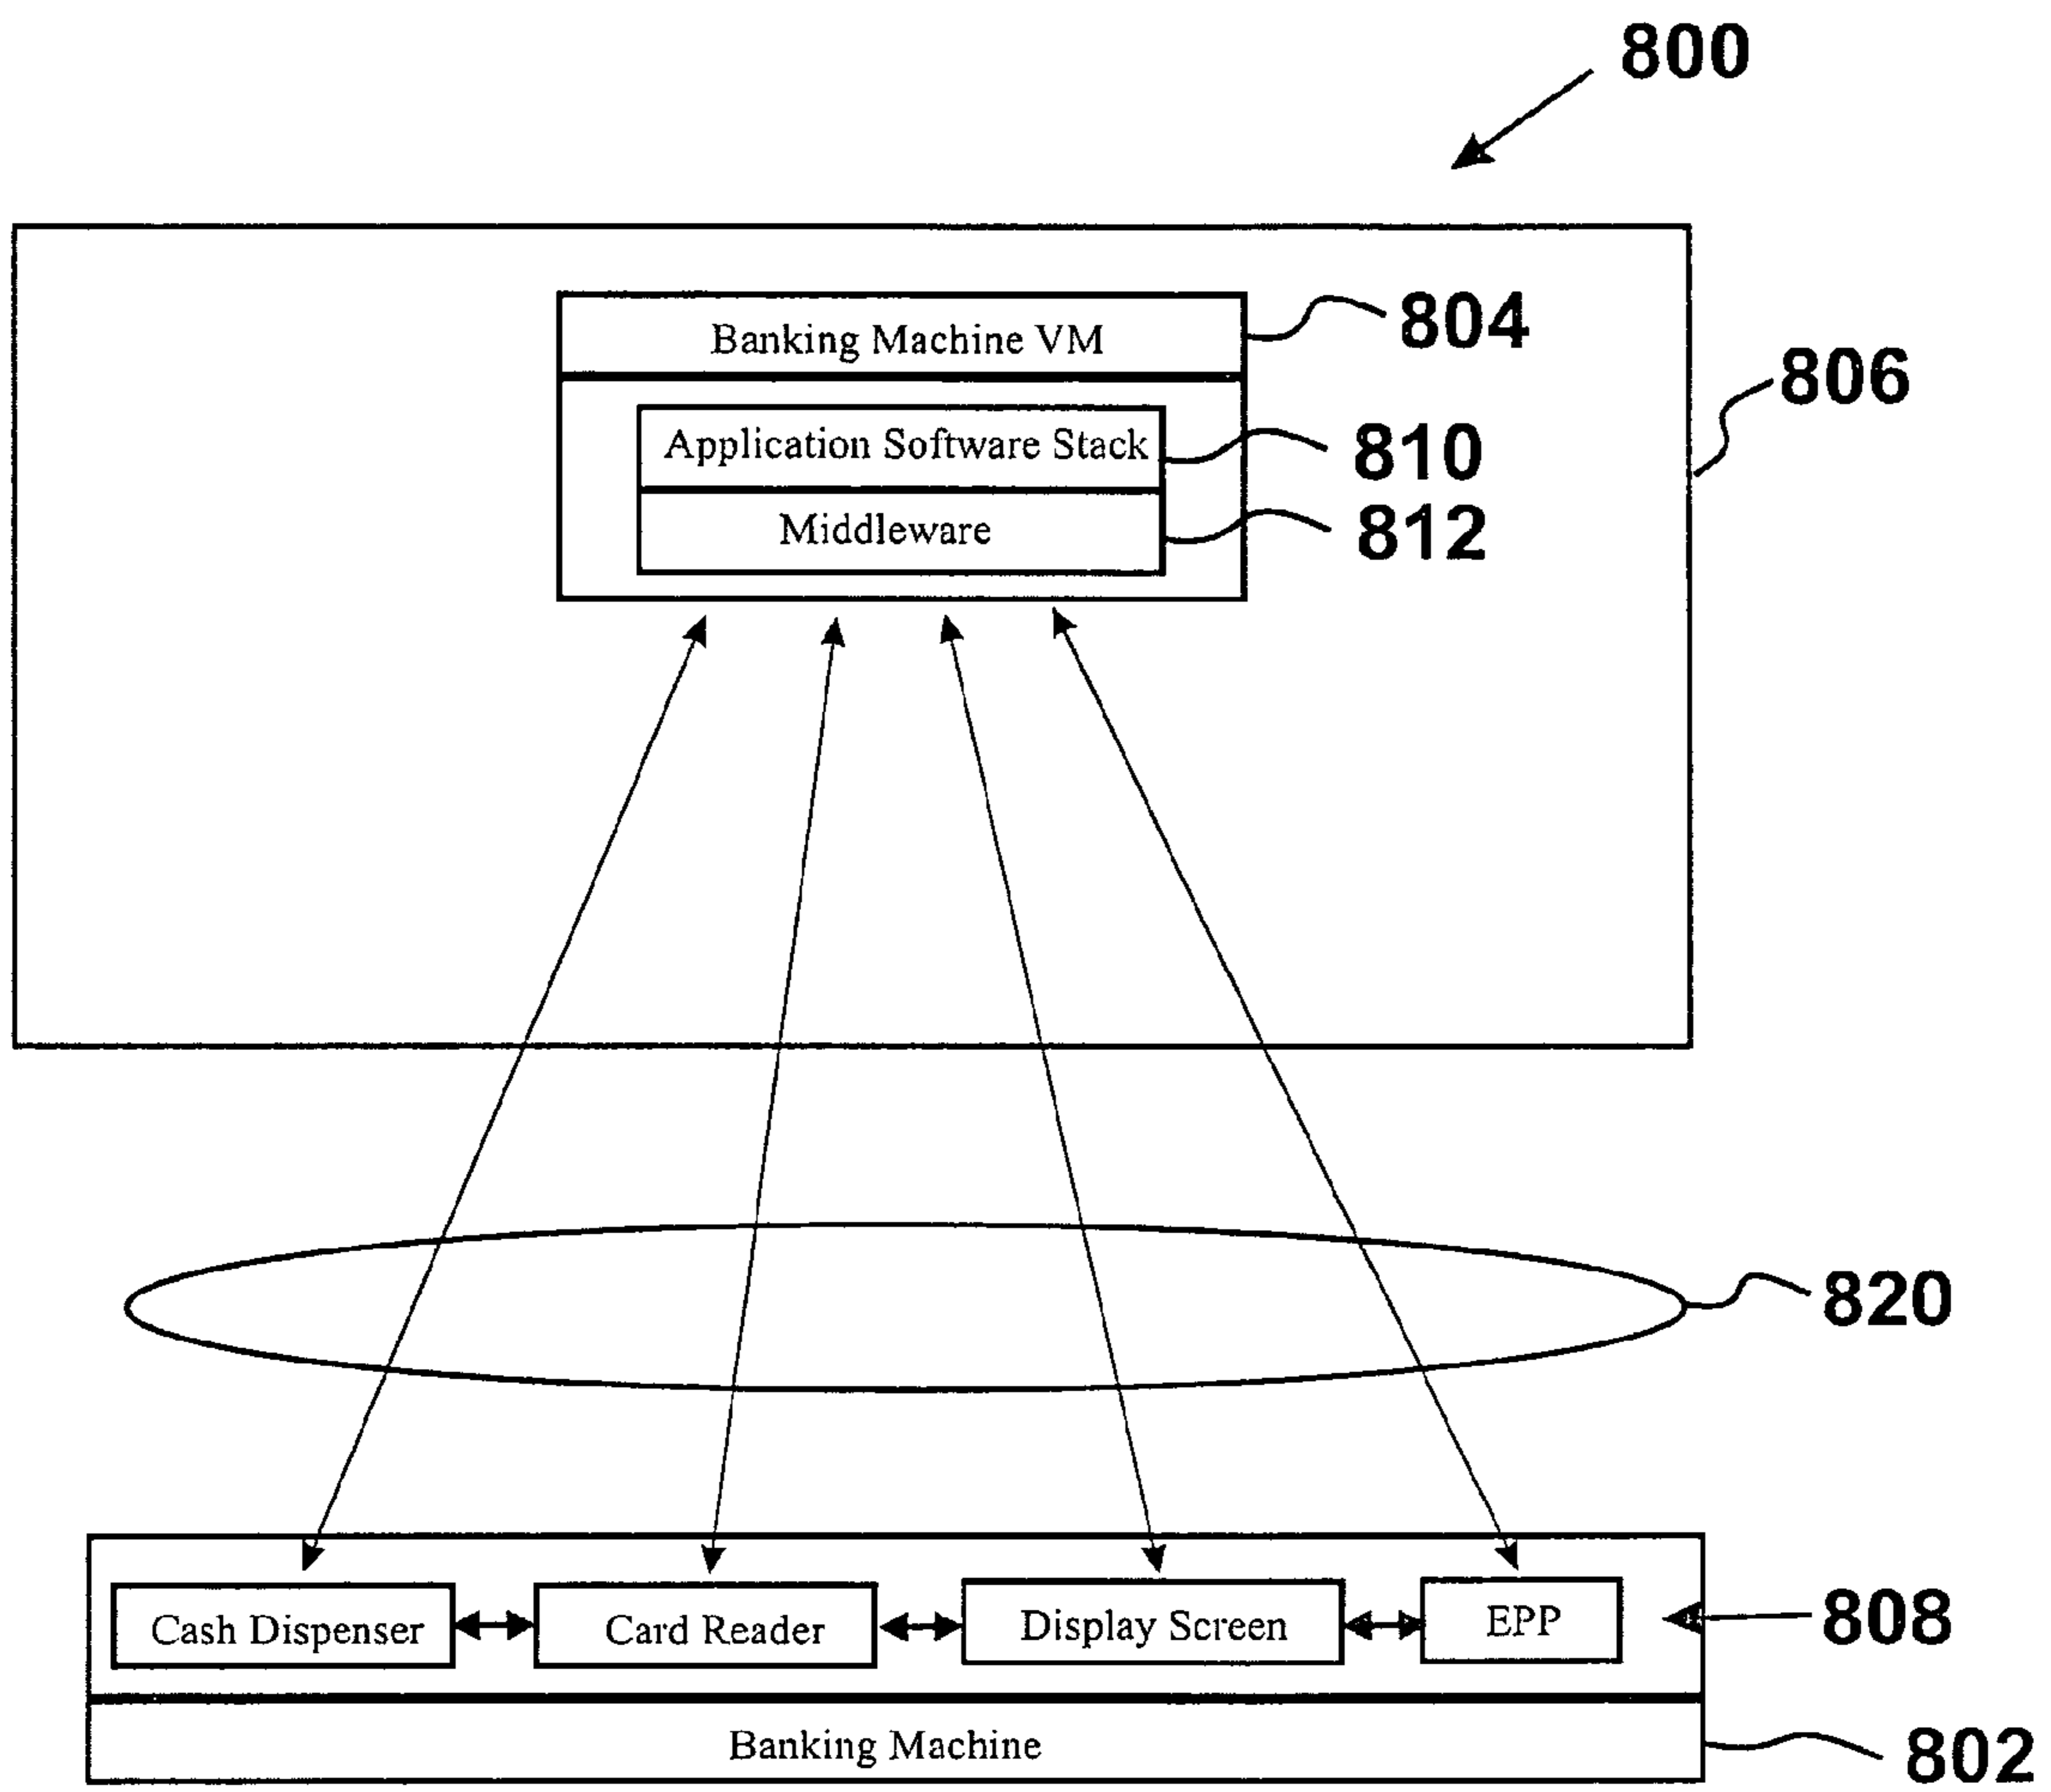 800
Banking Machine VM
804
806
Application Software Stack
810
Middleware
812
820
Cash Dispenser
Card Reader
Display Screen
EPP
808
Banking Machine
802